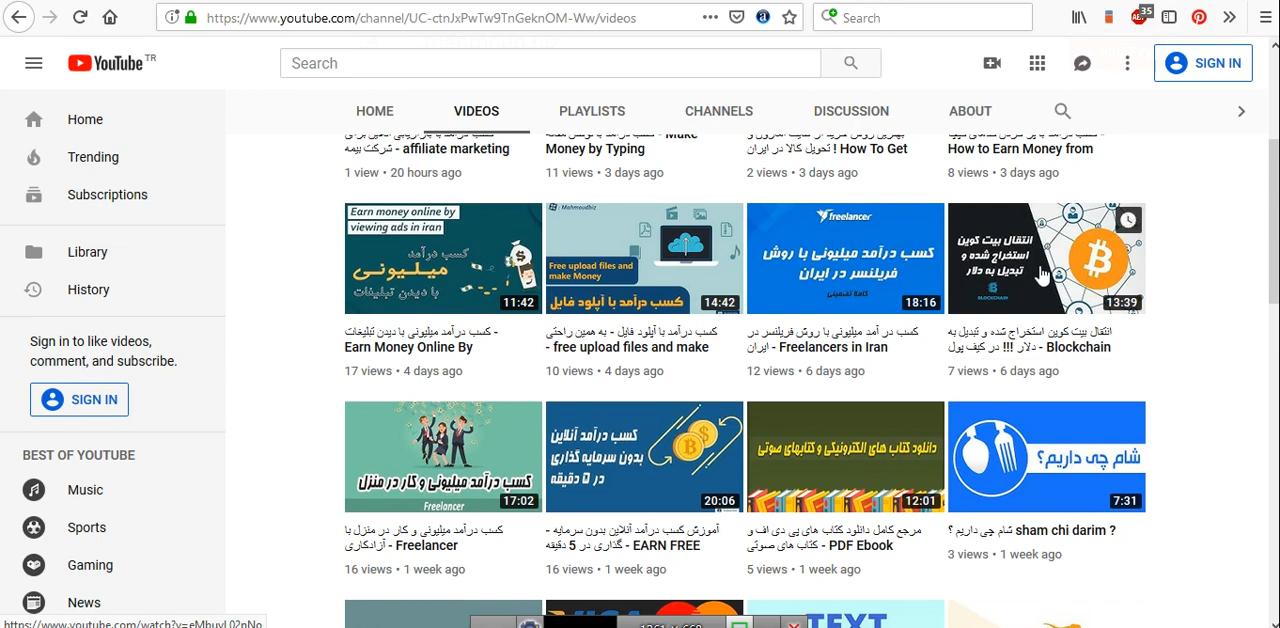 https://www.youtube.com/channel/UC-ctnJxPwTw9TnGeknOM-Ww/videos
Search
35
YouTube TR
Search
SIGN IN
HOME
VIDEOS
PLAYLISTS
CHANNELS
DISCUSSION
ABOUT
Home
Trending
Subscriptions
Library
History
Sign in to like videos,
comment, and subscribe.
SIGN IN
BEST OF YOUTUBE
Music
Sports
Gaming
News
شرکت بیمه - affiliate marketing
1 view • 20 hours ago
Make
Money by Typing
11 views • 3 days ago
تحویل کالا در ایران ! How To Get
2 views • 3 days ago
How to Earn Money from
8 views • 3 days ago
Earn money online by
viewing ads in iran
کسب درآمد
میلیونی
با دیدن تبلیغات
11:42
کسب درآمد میلیونی با دیدن تبلیغات -
Earn Money Online By
17 views • 4 days ago
: Mahmoudbiz
Free upload files and
make Money
کسب درآمد با آپلود فایل
14:42
کسب درآمد با آپلود فایل - به همین راحتی
- free upload files and make
10 views • 4 days ago
freelancer
کسب درآمد میلیونی با روش
فریلنسر در ایران
18:16
کسب در آمد میلیونی با روش فریلنسر در
ایران - Freelancers in Iran
12 views • 6 days ago
انتقال بیت کوین
استخراج شده و
تبدیل به دلار
BLOCKCHAIN
13:39
انتقال بیت کوین استخراج شده و تبدیل به
دلار !!! در کیف پول - Blockchain
7 views • 6 days ago
کسب درآمد میلیونی و کار در منزل
Freelancer
17:02
کسب درآمد میلیونی و کار در منزل با
آزادکاری - Freelancer
16 views • 1 week ago
کسب درآمد آنلاین
بدون سرمایه گذاری
در ۵ دقیقه
20:06
آموزش کسب درآمد آنلاین بدون سرمایه -
گذاری در 5 دقیقه - EARN FREE
16 views • 1 week ago
دانلود کتاب های الکترونیکی و کتابهای صوتی
12:01
مرجع کامل دانلود کتاب های پی دی اف و
کتاب های صوتی - PDF Ebook
5 views • 1 week ago
شام چی داریم؟
7:31
شام چی داریم ؟ sham chi darim ?
3 views • 1 week ago
TEXT
https://www.youtube.com/watch?v=eMbuyL02nNo